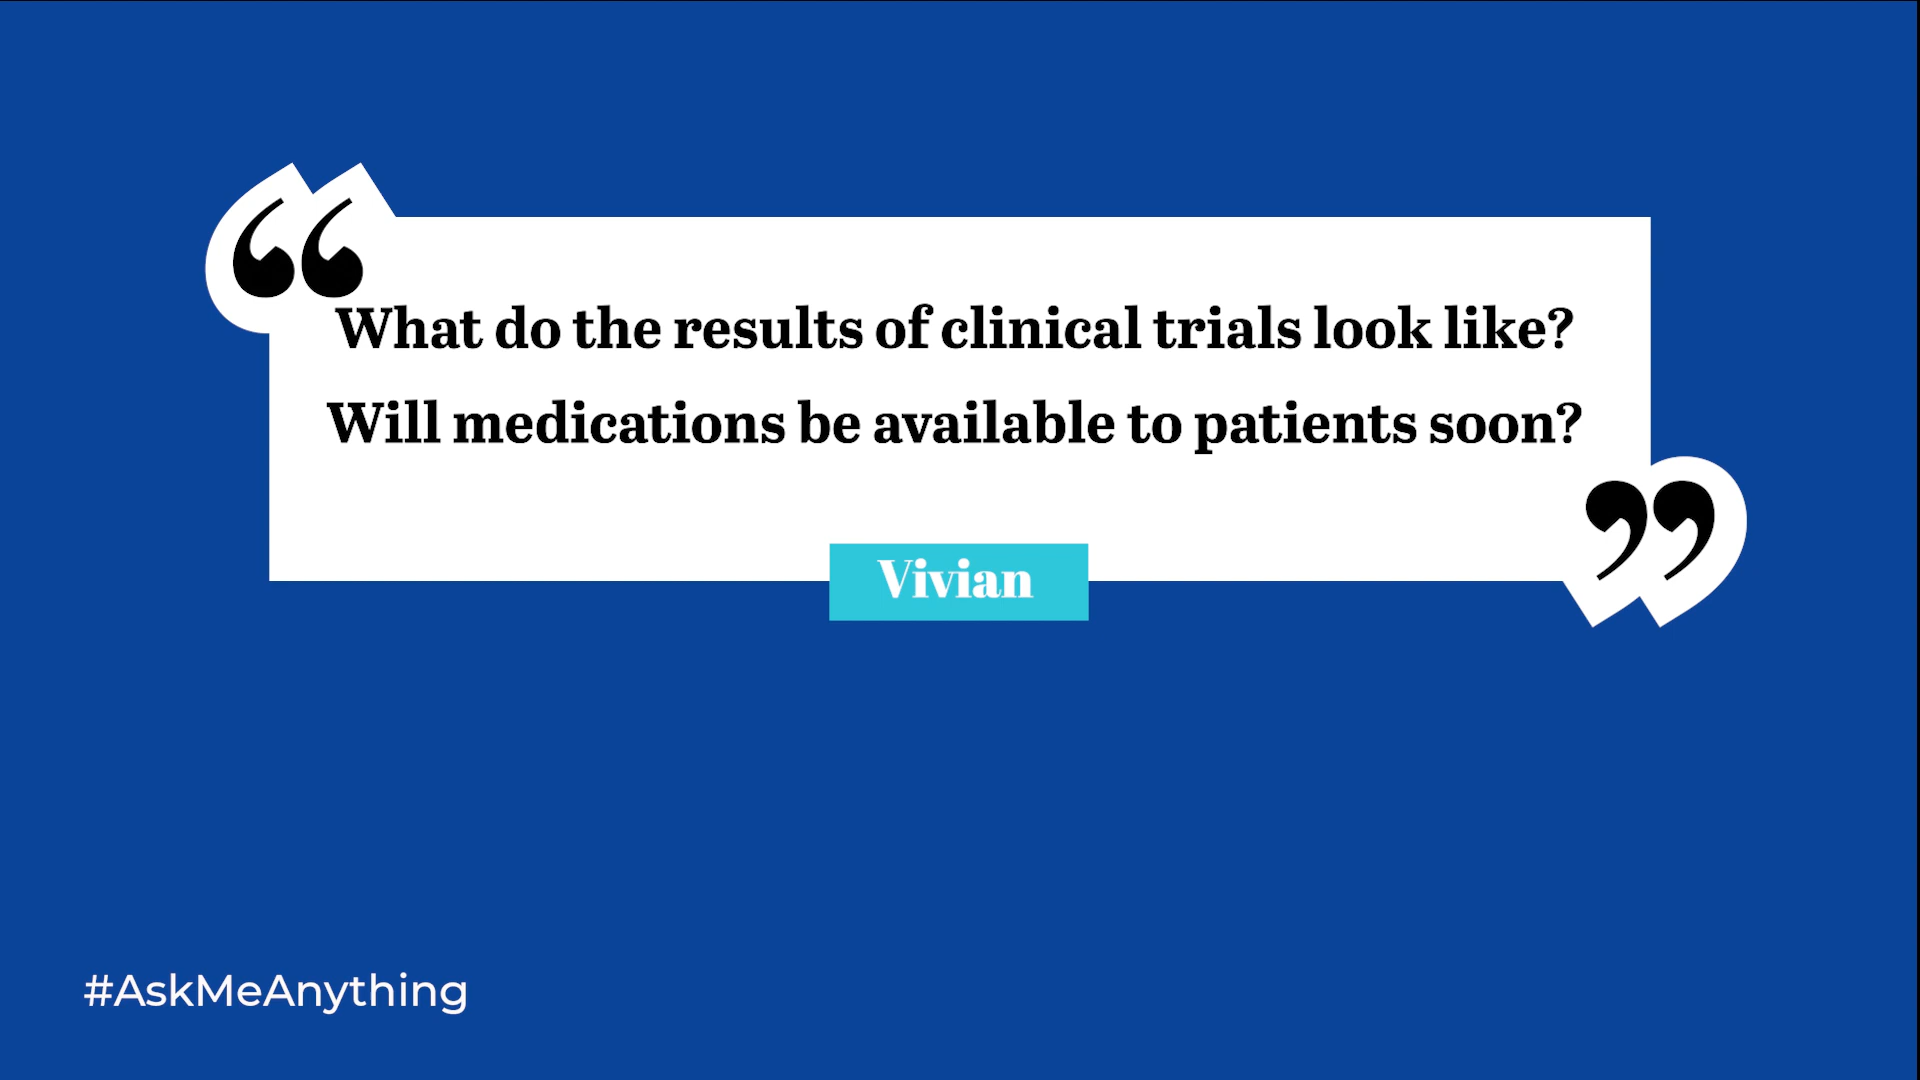 “What do the results of clinical trials look like?
Will medications be available to patients soon?”
Vivian
#AskMeAnything